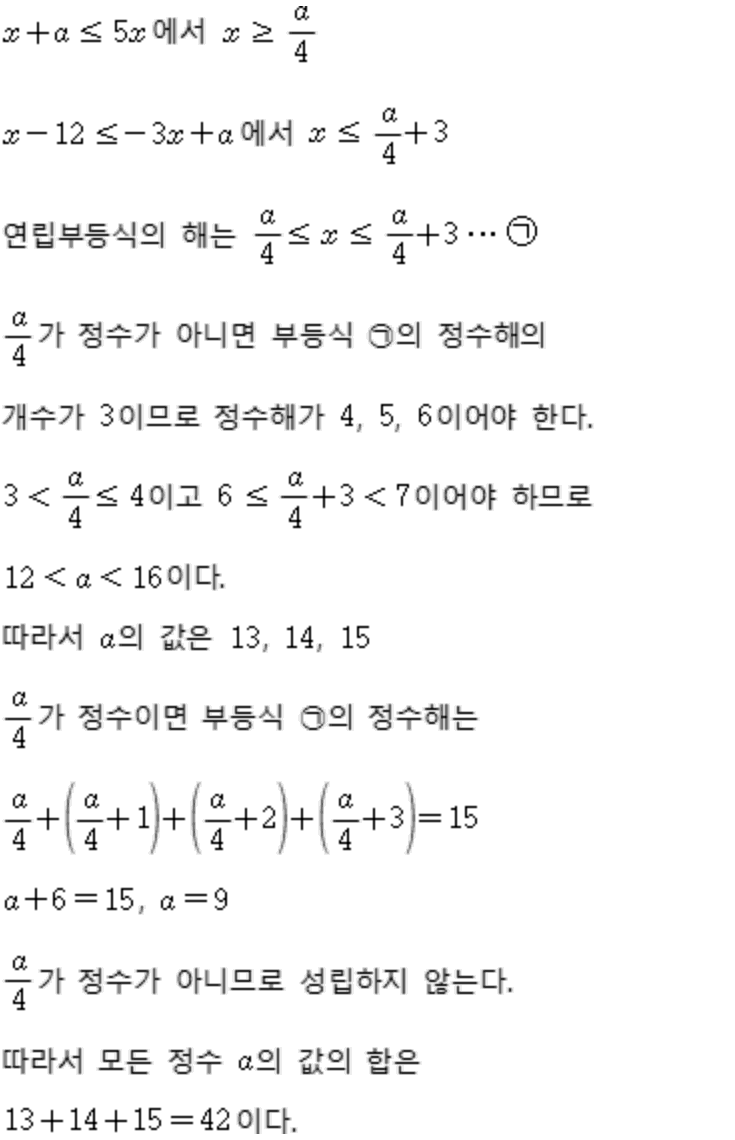 x+a ≤ 5x에서 x ≥ a/4
x-12 ≤ -3x+a에서 x ≤ a/4+3
연립부등식의 해는 a/4 ≤ x ≤ a/4+3 ⋯ ㉠
a/4가 정수가 아니면 부등식 ㉠의 정수해의
개수가 3이므로 정수해가 4, 5, 6이어야 한다.
3 < a/4 ≤ 4이고 6 ≤ a/4+3 < 7이어야 하므로
12 < a < 16이다.
따라서 a의 값은 13, 14, 15
a/4가 정수이면 부등식 ㉠의 정수해는
a/4+(a/4+1)+(a/4+2)+(a/4+3)=15
a+6=15, a=9
a/4가 정수가 아니므로 성립하지 않는다.
따라서 모든 정수 a의 값의 합은
13+14+15=42이다.